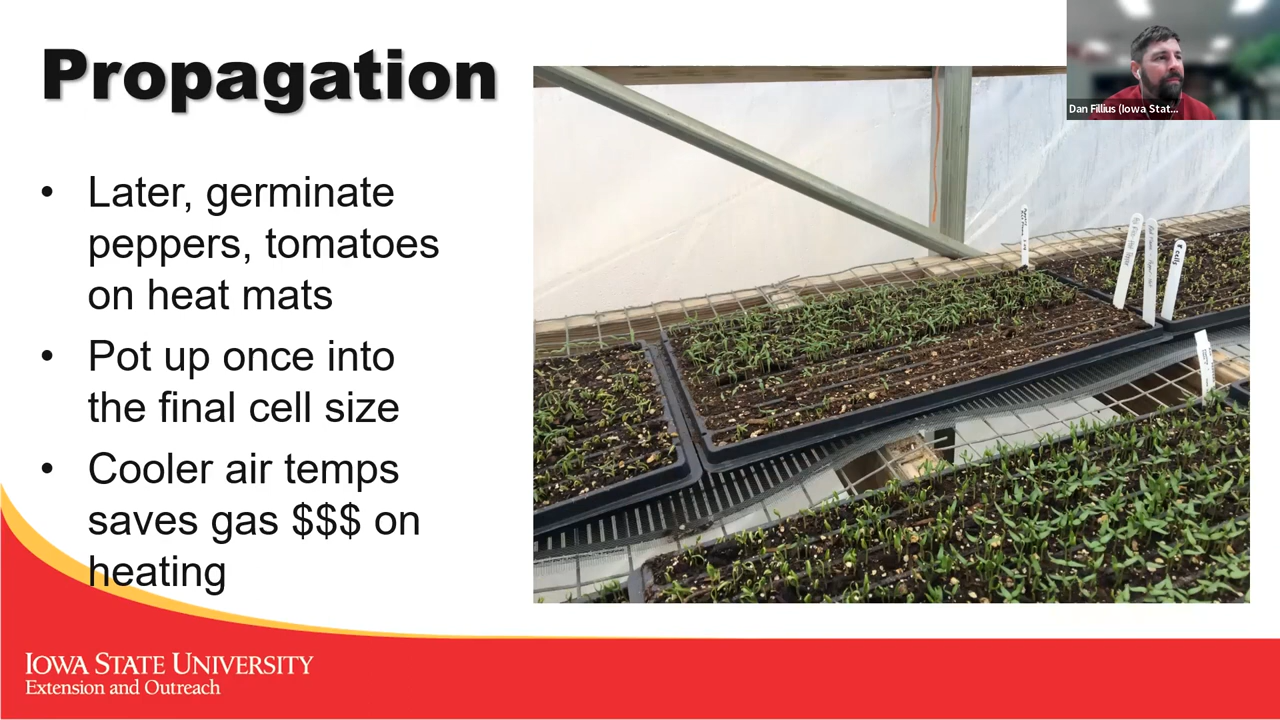 Propagation
• Later, germinate
peppers, tomatoes
on heat mats
• Pot up once into
the final cell size
• Cooler air temps
saves gas $$$ on
heating
Dan Fillius (Iowa Stat...
IOWA STATE UNIVERSITY
Extension and Outreach